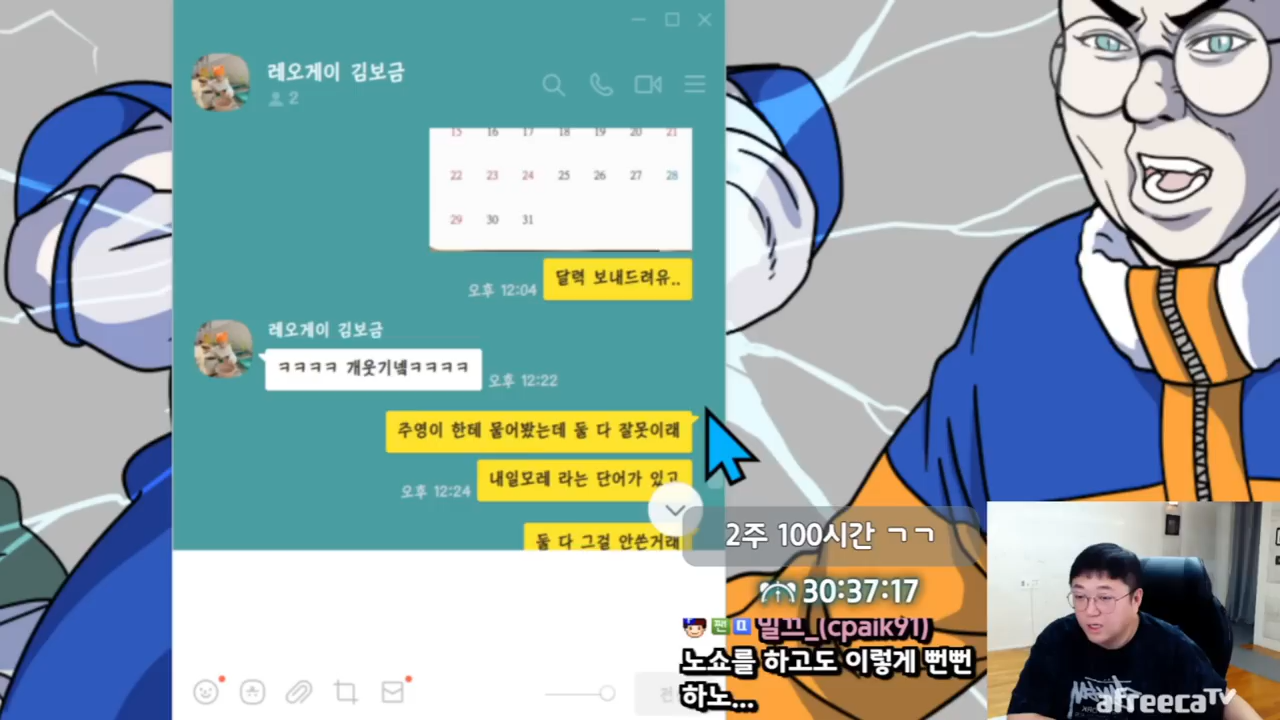 레오게이 김보금
2
15 16 17 18 19 20 21
22 23 24 25 26 27 28
29 30 31
오후 12:04 달력 보내드려유..
레오게이 김보금
ㅋㅋㅋㅋ 개웃기넼ㅋㅋㅋㅋ 오후 12:22
주영이 한테 물어봤는데 둘 다 잘못이래
오후 12:24 내일모레 라는 단어가 있고
둘 다 그걸 안쓴거래
2주 100시간 ㄱㄱ
30:37:17
팬 밀끄_(cpaik91)
노쇼를 하고도 이렇게 뻔뻔
하노...
afreecaTV